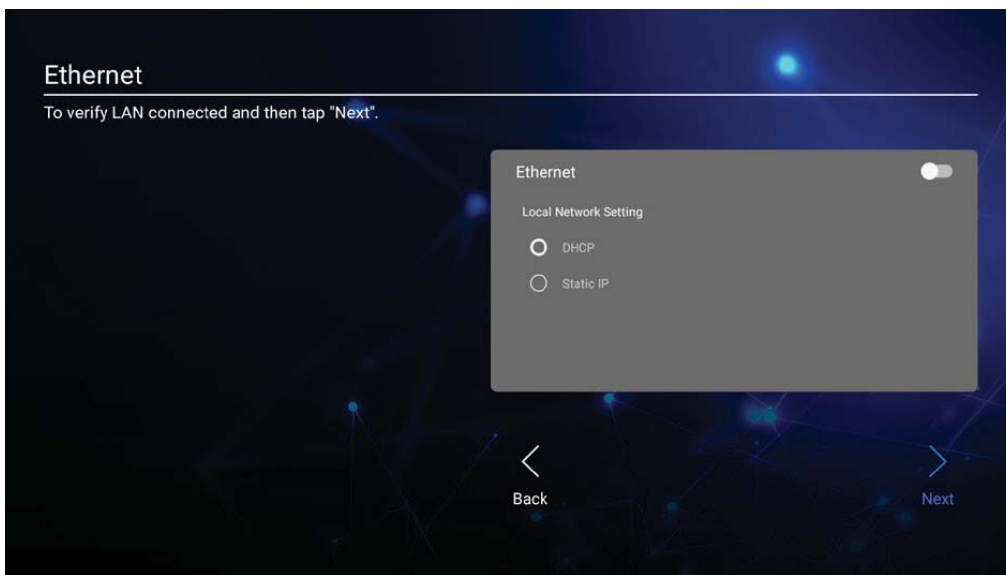 Ethernet
To verify LAN connected and then tap "Next".
Ethernet
Local Network Setting
DHCP
Static IP
Back
Next